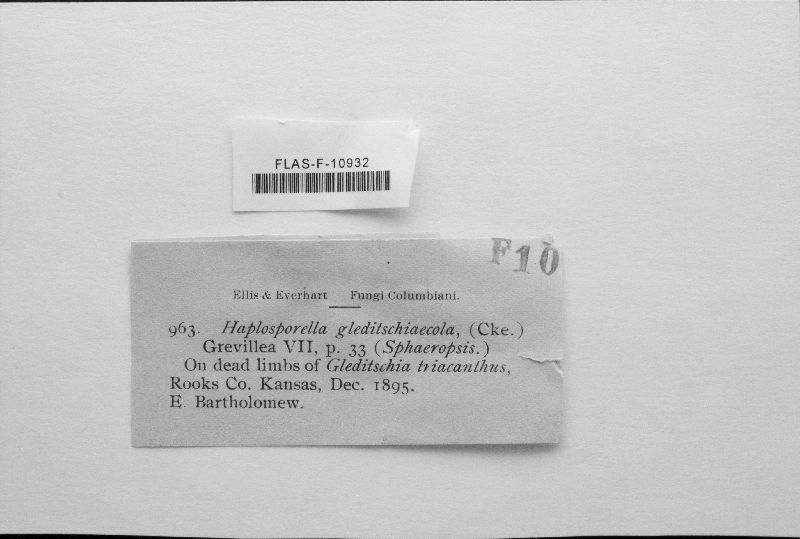 FLAS-F-10932
F10
Ellis & Everhart Fungi Columbiani.
963. Haplosporella gleditschiaecola, (Cke.)
Grevillea VII, p. 33 (Sphaeropsis.)
On dead limbs of Gleditschia triacanthus,
Rooks Co. Kansas, Dec. 1895.
E. Bartholomew.